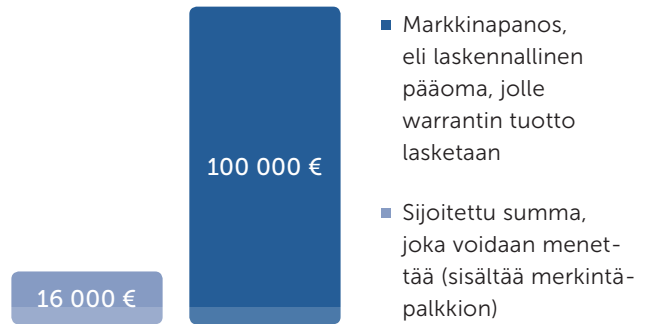 Markkinapanos,
eli laskennallinen
pääoma, jolle
warrantin tuotto
lasketaan
100 000 €
Sijoitettu summa,
joka voidaan menet-
tää (sisältää merkintä-
palkkion)
16 000 €